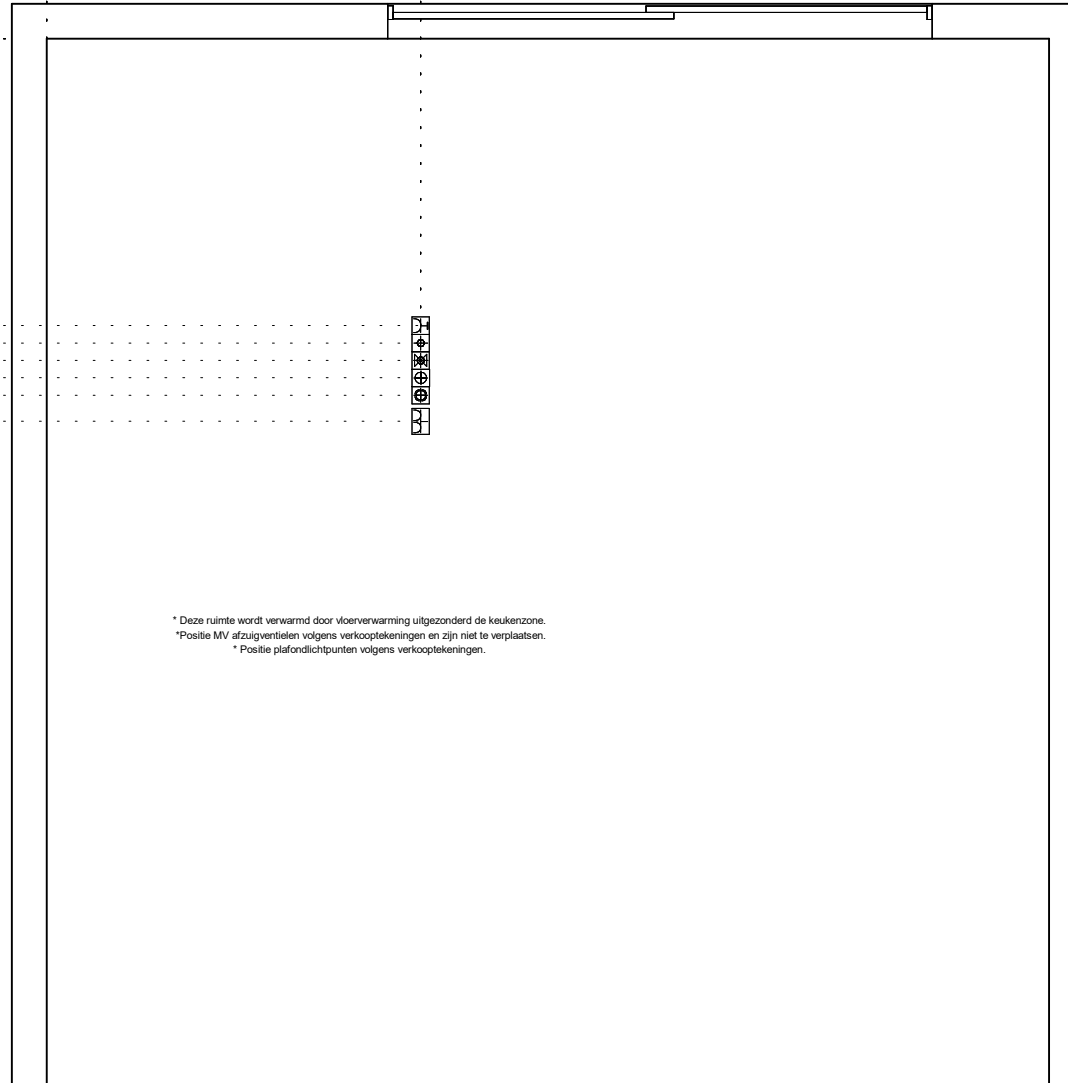 * Deze ruimte wordt verwarmd door vloerverwarming uitgezonderd de keukenzone.
*Positie MV afzuigventielen volgens verkooptekeningen en zijn niet te verplaatsen.
* Positie plafondlichtpunten volgens verkooptekeningen.